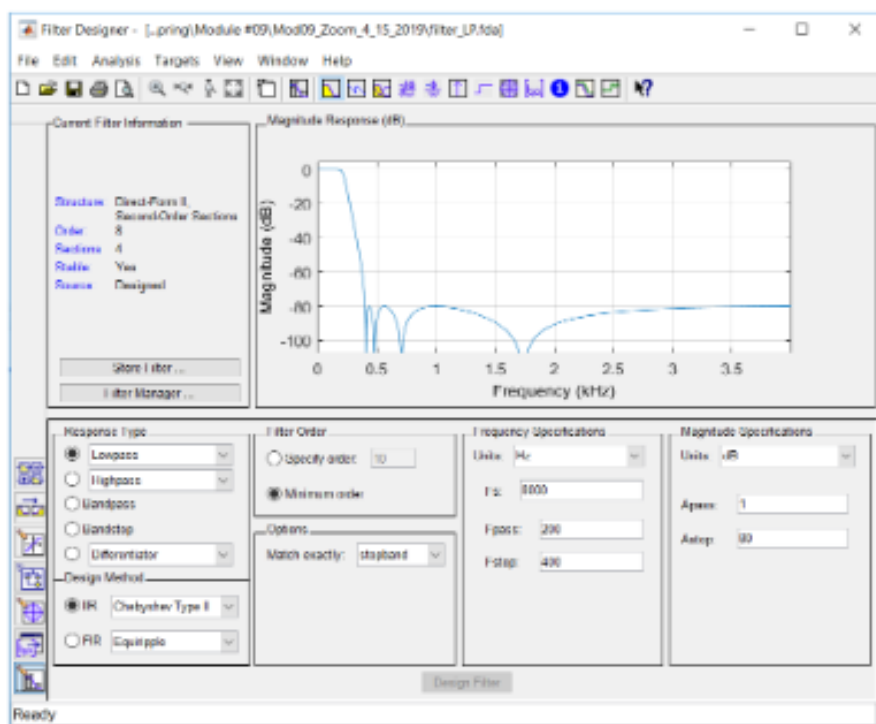 Filter Designer - [...pring\Module #09\Mod09_Zoom_4_15_2019\filter_LP.fda]
File Edit Analysis Targets View Window Help
Current Filter Information
Structure: Direct-Form II,
Second-Order Sections
Order: 8
Sections: 4
Stable: Yes
Source: Designed
Store Filter ...
Filter Manager ...
Magnitude Response (dB)
Magnitude (dB)
0
-20
-40
-60
-80
-100
0 0.5 1 1.5 2 2.5 3 3.5
Frequency (kHz)
Response Type
Lowpass
Highpass
Bandpass
Bandstop
Differentiator
Design Method
IIR Chebyshev Type II
FIR Equiripple
Filter Order
Specify order: 10
Minimum order
Options
Match exactly: stopband
Frequency Specifications
Units: Hz
Fs: 8000
Fpass: 200
Fstop: 400
Magnitude Specifications
Units: dB
Apass: 1
Astop: 80
Design Filter
Ready